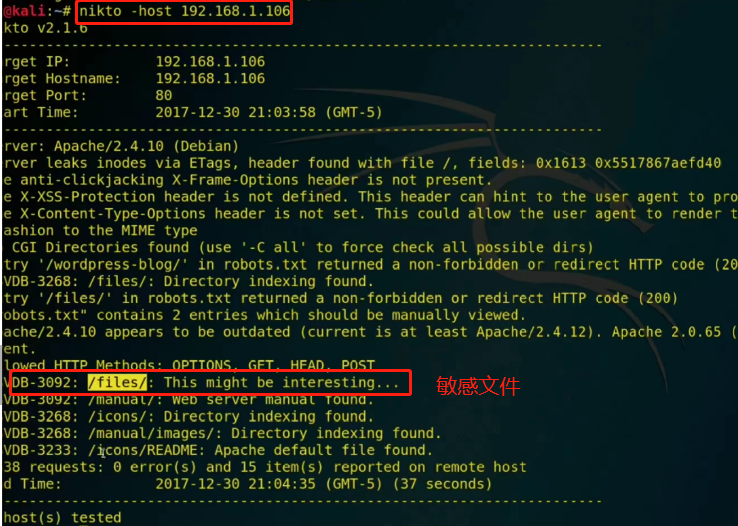 @kali:~# nikto -host 192.168.1.106
kto v2.1.6
---------------------------------------------------------------------------
rget IP: 192.168.1.106
rget Hostname: 192.168.1.106
rget Port: 80
art Time: 2017-12-30 21:03:58 (GMT-5)
---------------------------------------------------------------------------
rver: Apache/2.4.10 (Debian)
rver leaks inodes via ETags, header found with file /, fields: 0x1613 0x5517867aefd40
e anti-clickjacking X-Frame-Options header is not present.
e X-XSS-Protection header is not defined. This header can hint to the user agent to pro
e X-Content-Type-Options header is not set. This could allow the user agent to render t
ashion to the MIME type
CGI Directories found (use '-C all' to force check all possible dirs)
try '/wordpress-blog/' in robots.txt returned a non-forbidden or redirect HTTP code (20
VDB-3268: /files/: Directory indexing found.
try '/files/' in robots.txt returned a non-forbidden or redirect HTTP code (200)
obots.txt" contains 2 entries which should be manually viewed.
ache/2.4.10 appears to be outdated (current is at least Apache/2.4.12). Apache 2.0.65 (
ent.
lowed HTTP Methods: OPTIONS, GET, HEAD, POST
VDB-3092: /files/: This might be interesting...
敏感文件
VDB-3092: /manual/: Web server manual found.
VDB-3268: /icons/: Directory indexing found.
VDB-3268: /manual/images/: Directory indexing found.
VDB-3233: /icons/README: Apache default file found.
38 requests: 0 error(s) and 15 item(s) reported on remote host
d Time: 2017-12-30 21:04:35 (GMT-5) (37 seconds)
---------------------------------------------------------------------------
host(s) tested